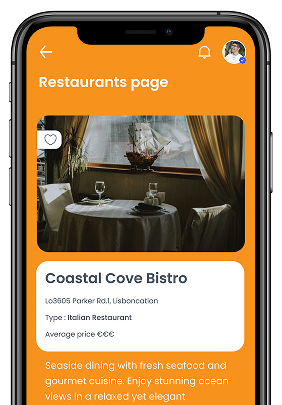 Restaurants page
Coastal Cove Bistro
Lo3605 Parker Rd.1, Lisboncation
Type : Italian Restaurant
Average price €€€
Seaside dining with fresh seafood and
gourmet cuisine. Enjoy stunning ocean
views in a relaxed yet elegant